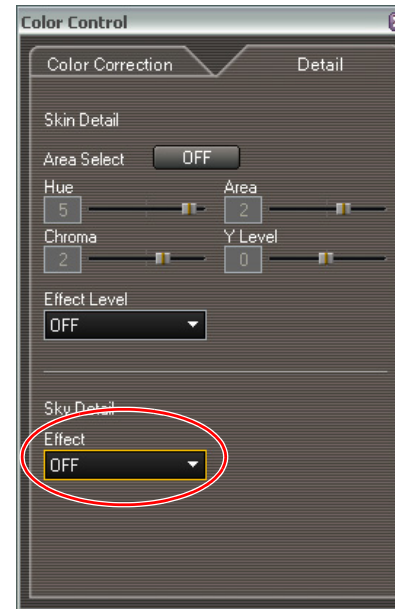 Color Control
Color Correction Detail
Skin Detail
Area Select OFF
Hue Area
5 2
Chroma Y Level
2 0
Effect Level
OFF
Sky Detail
Effect
OFF